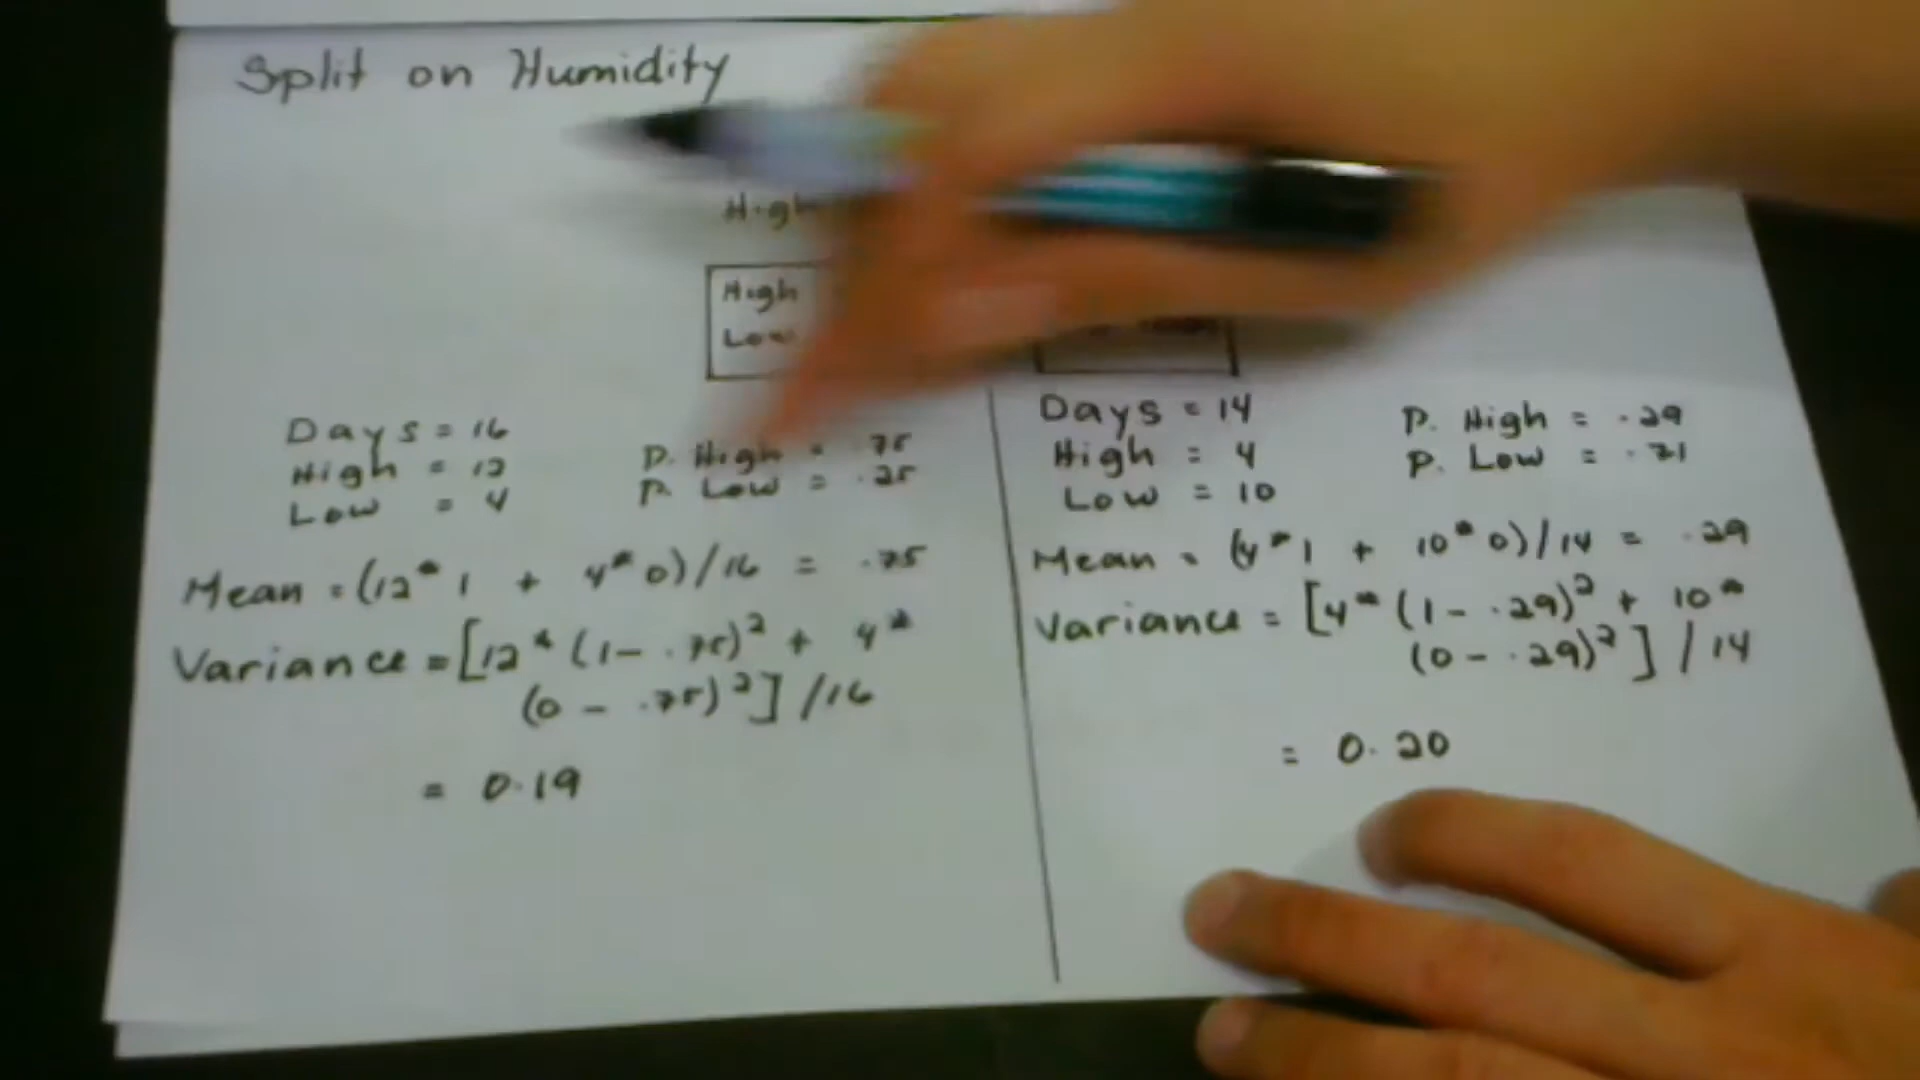 Split on Humidity
High
High
Low
Days = 16
High = 12
Low = 4
P. High = .75
P. Low = .25
Mean = (12*1 + 4*0)/16 = .75
Variance = [12*(1- .75)² + 4*
(0 - .75)²] /16
= 0.19
Days = 14
High = 4
Low = 10
P. High = .29
P. Low = .71
Mean = (4*1 + 10*0)/14 = .29
Variance = [4*(1- .29)² + 10*
(0 - .29)²] / 14
= 0.20